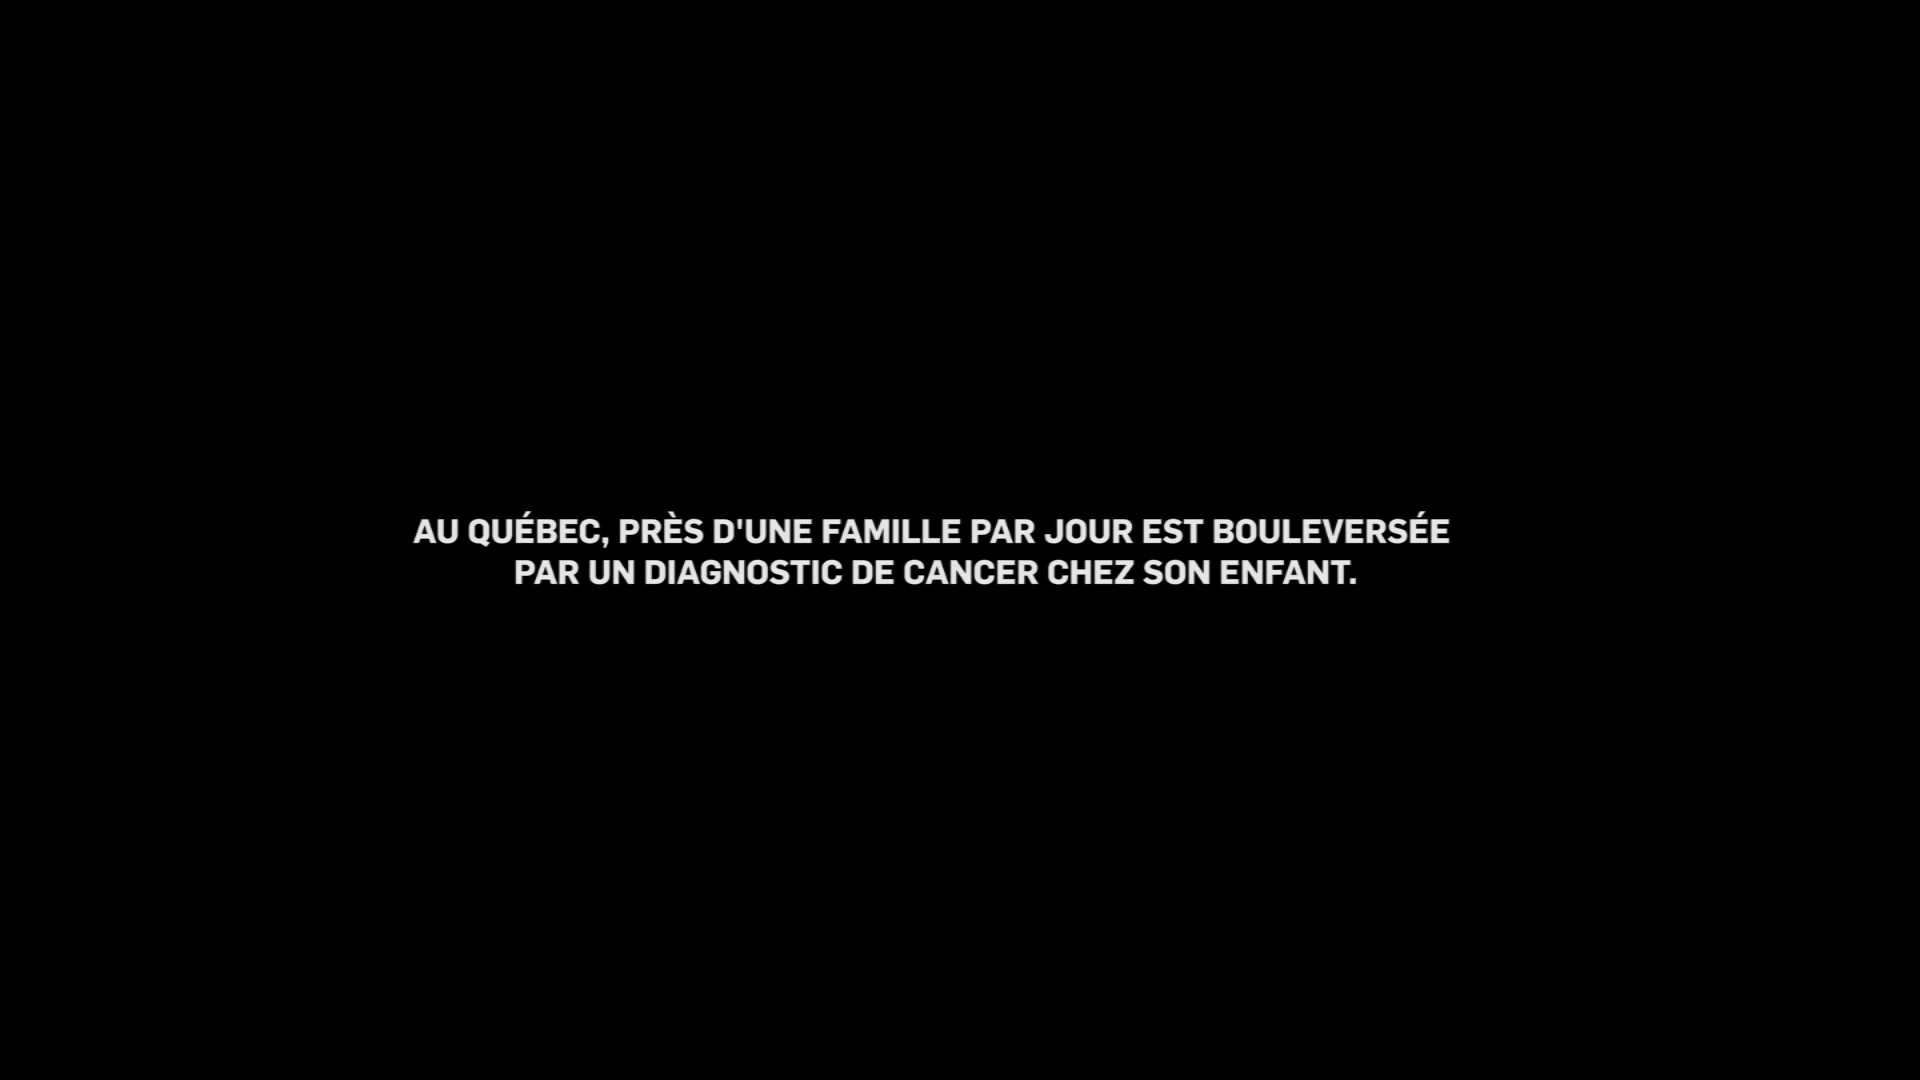 AU QUÉBEC, PRÈS D'UNE FAMILLE PAR JOUR EST BOULEVERSÉE
PAR UN DIAGNOSTIC DE CANCER CHEZ SON ENFANT.